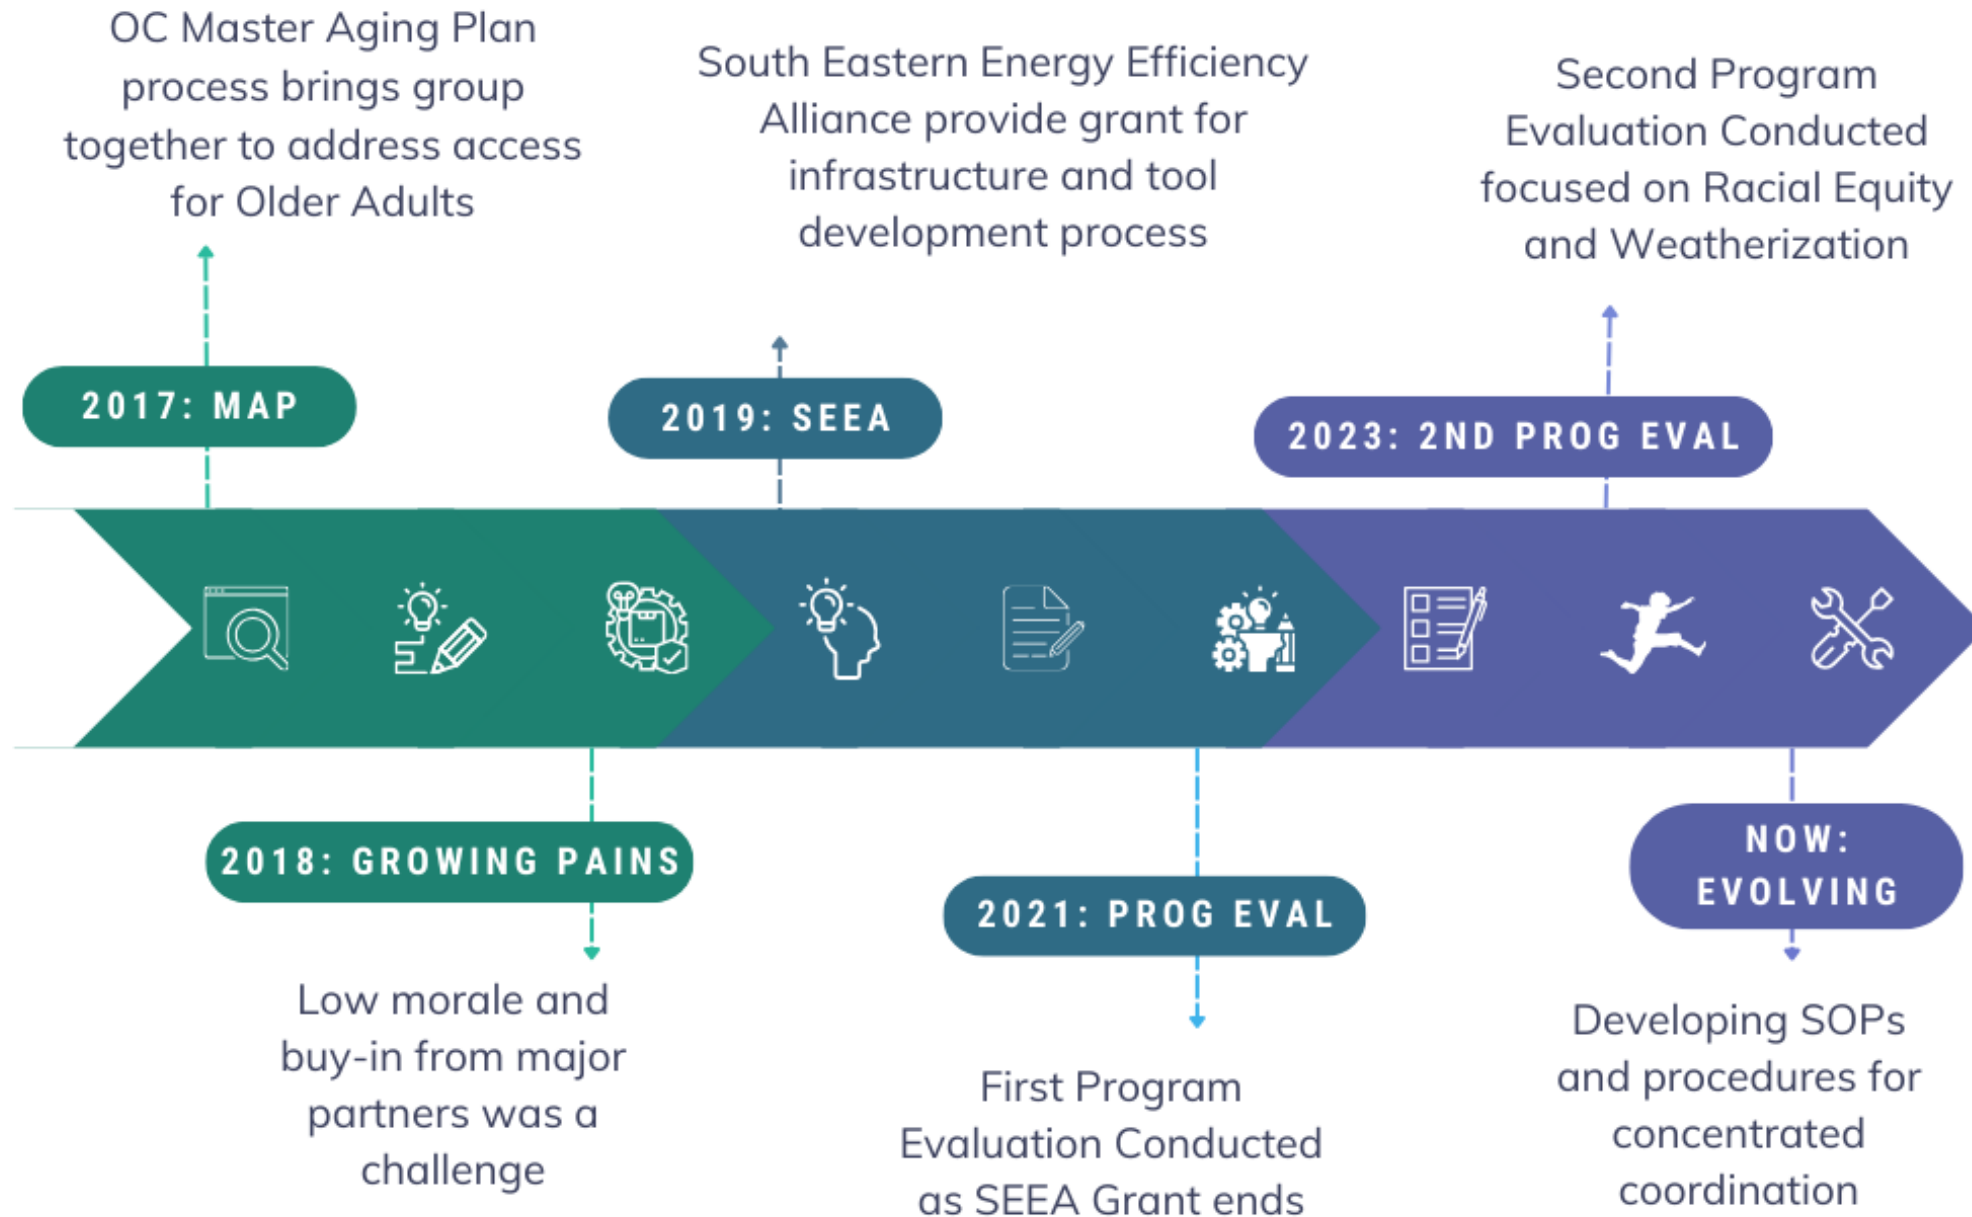 OC Master Aging Plan
process brings group
together to address access
for Older Adults
2017: MAP
2018: GROWING PAINS
Low morale and
buy-in from major
partners was a
challenge
South Eastern Energy Efficiency
Alliance provide grant for
infrastructure and tool
development process
2019: SEEA
2021: PROG EVAL
First Program
Evaluation Conducted
as SEEA Grant ends
Second Program
Evaluation Conducted
focused on Racial Equity
and Weatherization
2023: 2ND PROG EVAL
NOW:
EVOLVING
Developing SOPs
and procedures for
concentrated
coordination